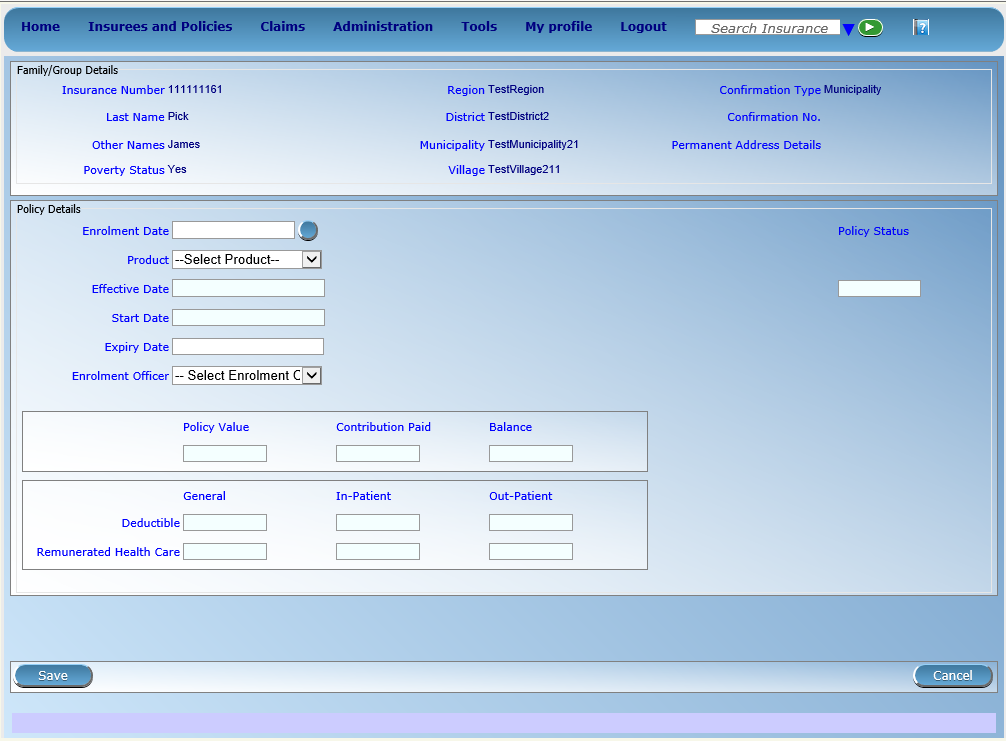 Home Insurees and Policies Claims Administration Tools My profile Logout Search Insurance ?
Family/Group Details
Insurance Number 111111161 Region TestRegion Confirmation Type Municipality
Last Name Pick District TestDistrict2 Confirmation No.
Other Names James Municipality TestMunicipality21 Permanent Address Details
Poverty Status Yes Village TestVillage211
Policy Details
Enrolment Date Policy Status
Product --Select Product--
Effective Date
Start Date
Expiry Date
Enrolment Officer -- Select Enrolment O
Policy Value Contribution Paid Balance
General In-Patient Out-Patient
Deductible
Remunerated Health Care
Save Cancel